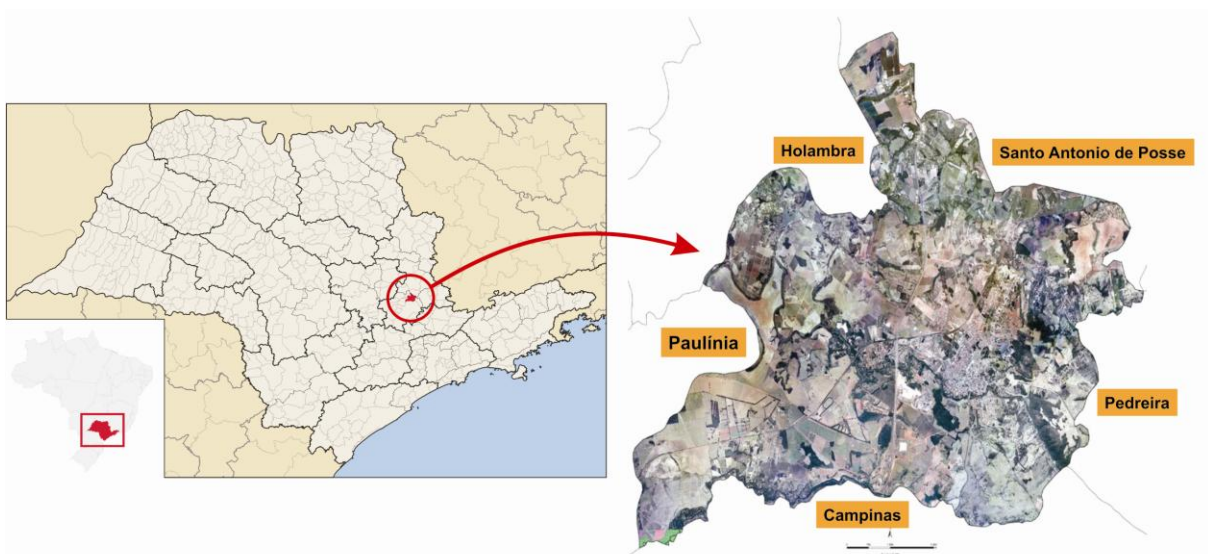 Holambra
Santo Antonio de Posse
Paulínia
Pedreira
Campinas